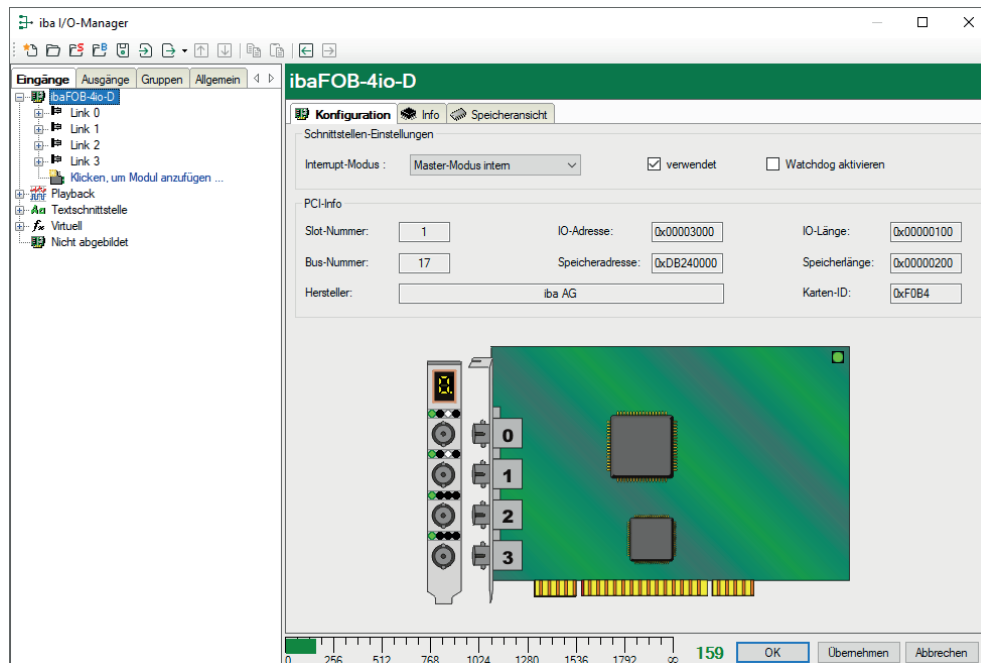 iba I/O-Manager
Eingänge Ausgänge Gruppen Allgemein
ibaFOB-4io-D
Link 0
Link 1
Link 2
Link 3
Klicken, um Modul anzufügen ...
Playback
Textschnittstelle
Virtuell
Nicht abgebildet
ibaFOB-4io-D
Konfiguration Info Speicheransicht
Schnittstellen-Einstellungen
Interrupt-Modus : Master-Modus intern verwendet Watchdog aktivieren
PCI-Info
Slot-Nummer: 1 IO-Adresse: 0x00003000 IO-Länge: 0x00000100
Bus-Nummer: 17 Speicheradresse: 0xDB240000 Speicherlänge: 0x00000200
Hersteller: iba AG Karten-ID: 0xF0B4
0
1
2
3
0 256 512 768 1024 1280 1536 1792 ∞ 159 OK Übernehmen Abbrechen